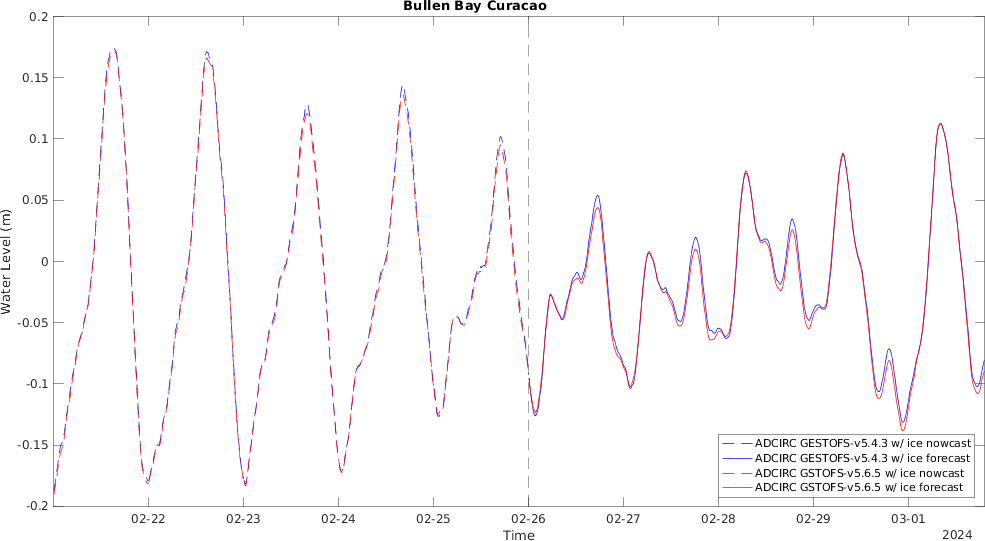 Bullen Bay Curacao
Water Level (m)
0.2
0.15
0.1
0.05
0
-0.05
-0.1
-0.15
-0.2
02-22
02-23
02-24
02-25
02-26
02-27
02-28
02-29
03-01
Time
2024
ADCIRC GESTOFS-v5.4.3 w/ ice nowcast
ADCIRC GESTOFS-v5.4.3 w/ ice forecast
ADCIRC GSTOFS-v5.6.5 w/ ice nowcast
ADCIRC GSTOFS-v5.6.5 w/ ice forecast